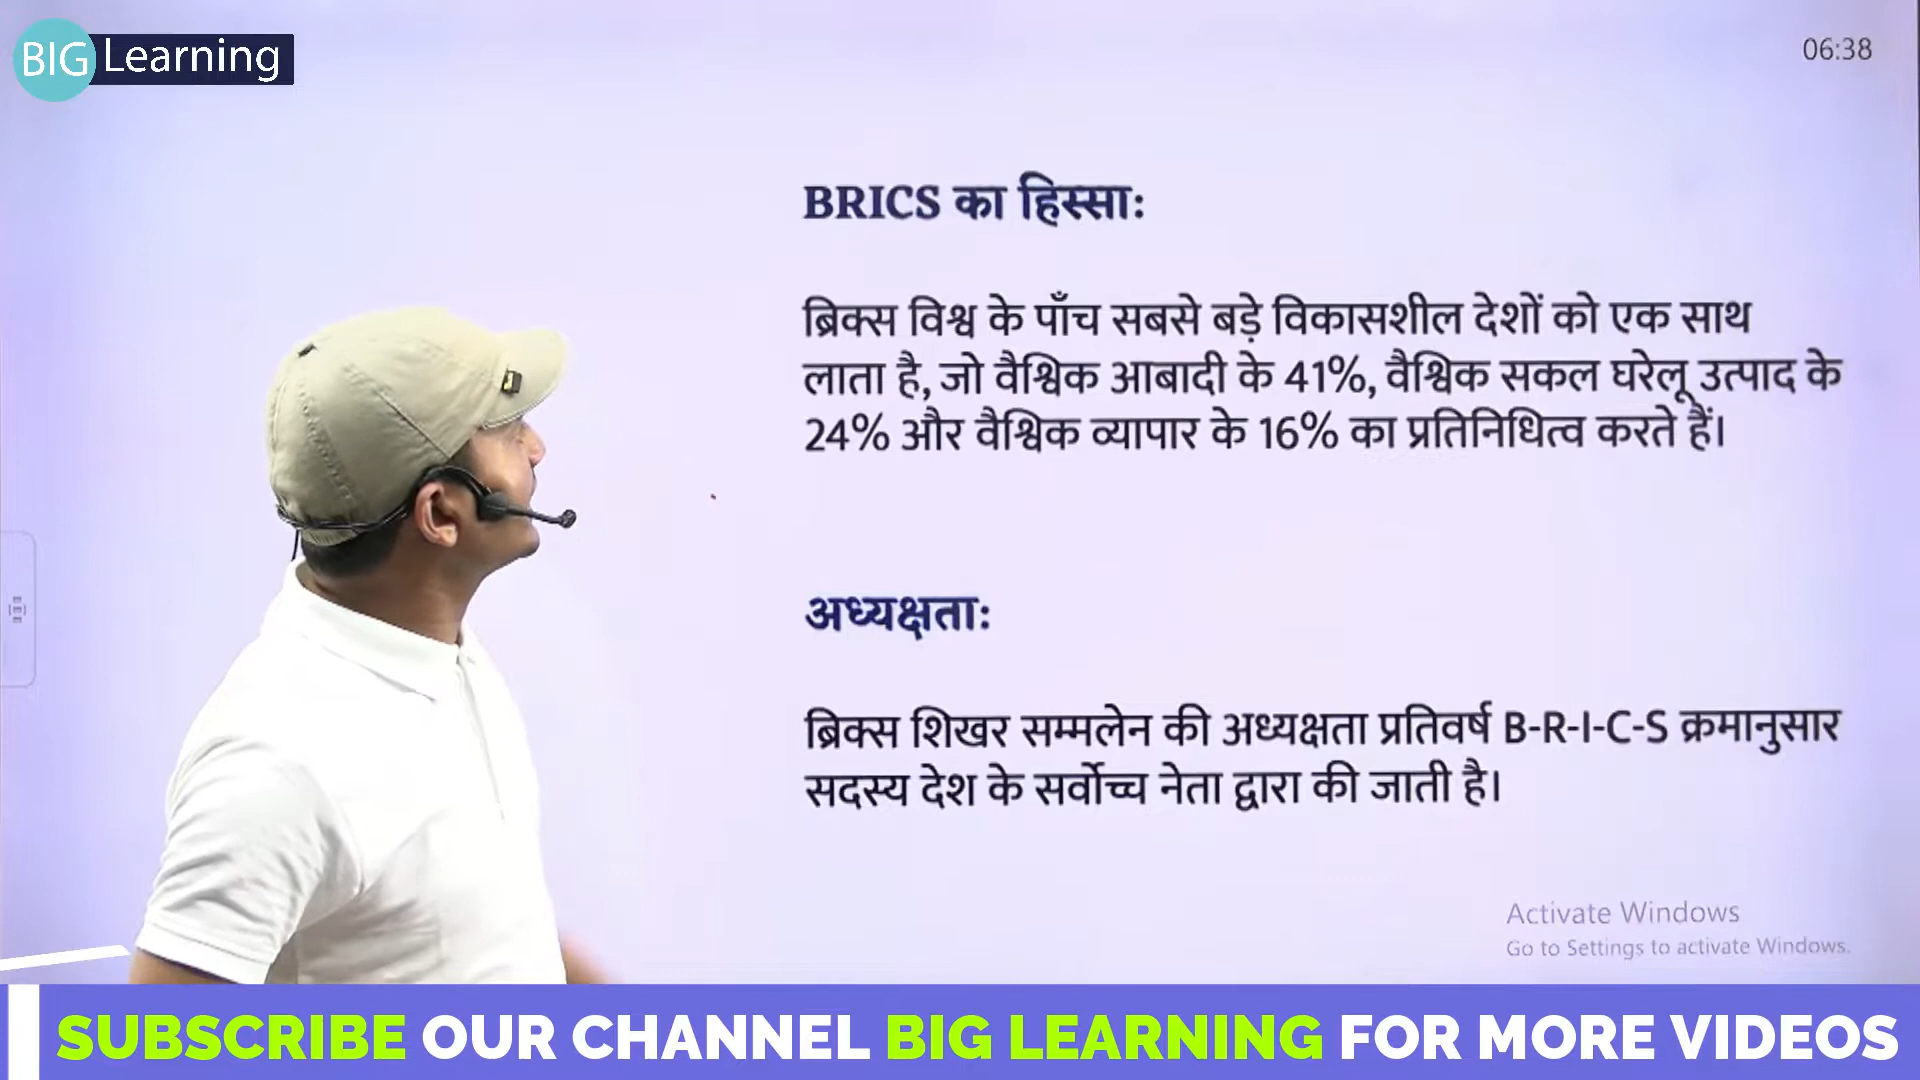 BIG Learning
06:38
BRICS का हिस्सा:
ब्रिक्स विश्व के पाँच सबसे बड़े विकासशील देशों को एक साथ
लाता है, जो वैश्विक आबादी के 41%, वैश्विक सकल घरेलू उत्पाद के
24% और वैश्विक व्यापार के 16% का प्रतिनिधित्व करते हैं।
अध्यक्षता:
ब्रिक्स शिखर सम्मलेन की अध्यक्षता प्रतिवर्ष B-R-I-C-S क्रमानुसार
सदस्य देश के सर्वोच्च नेता द्वारा की जाती है।
Activate Windows
Go to Settings to activate Windows.
SUBSCRIBE OUR CHANNEL BIG LEARNING FOR MORE VIDEOS